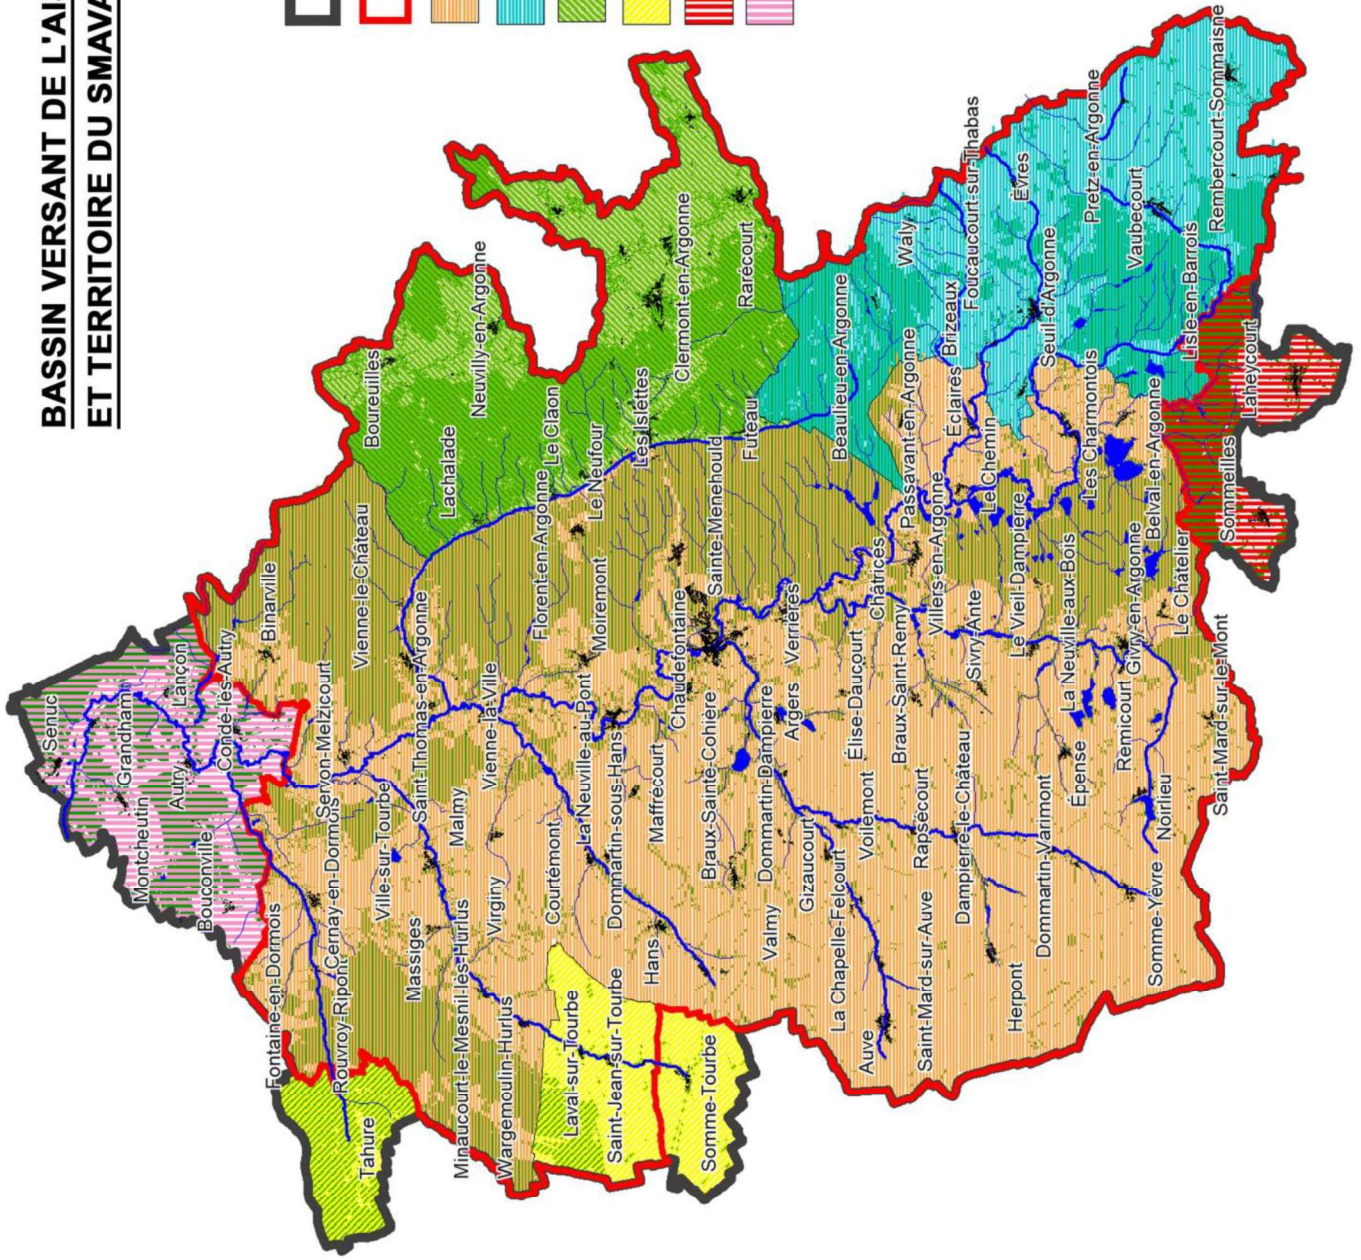 BASSIN VERSANT DE L'AI
ET TERRITOIRE DU SMAVA
Senuc
Grandham
Lançon
Montcheutin
Autry
Condé-lès-Autry
Bouconville
Binarville
Vienne-le-Château
Servon-Melzicourt
Fontaine-en-Dormois
Cernay-en-Dormois
Rouvroy-Ripont
Ville-sur-Tourbe
Saint-Thomas-en-Argonne
Tahure
Massiges
Malmy
Vienne-la-Ville
Minaucourt-le-Mesnil-lès-Hurlus
Virginy
Wargemoulin-Hurlus
Courtémont
La Neuville-au-Pont
Moiremont
Florent-en-Argonne
Le Claon
Le Neufour
Lachalade
Boureuilles
Neuvilly-en-Argonne
Les Islettes
Clermont-en-Argonne
Rarécourt
Futeau
Laval-sur-Tourbe
Saint-Jean-sur-Tourbe
Dommartin-sous-Hans
Hans
Maffrecourt
Chaudefontaine
Sainte-Menehould
Somme-Tourbe
Braux-Sainte-Cohière
Valmy
Dommartin-Dampierre
Argers
Verrières
Gizaucourt
La Chapelle-Felcourt
Voilemont
Élise-Daucourt
Châtrices
Beaulieu-en-Argonne
Auve
Saint-Mard-sur-Auve
Rapsécourt
Braux-Saint-Remy
Passavant-en-Argonne
Waly
Villers-en-Argonne
Éclaires
Brizeaux
Foucaucourt-sur-Thabas
Dampierre-le-Château
Sivry-Ante
Le Chemin
Herpont
Dommartin-Varimont
Le Vieil-Dampierre
Èvres
Seuil-d'Argonne
Épense
La Neuville-aux-Bois
Les Charmontois
Pretz-en-Argonne
Remicourt
Givry-en-Argonne
Belval-en-Argonne
Vaubecourt
Somme-Yèvre
Noirlieu
Le Châtelier
Lisle-en-Barrois
Rembercourt-Sommaisne
Saint-Mard-sur-le-Mont
Sommeilles
Laheycourt